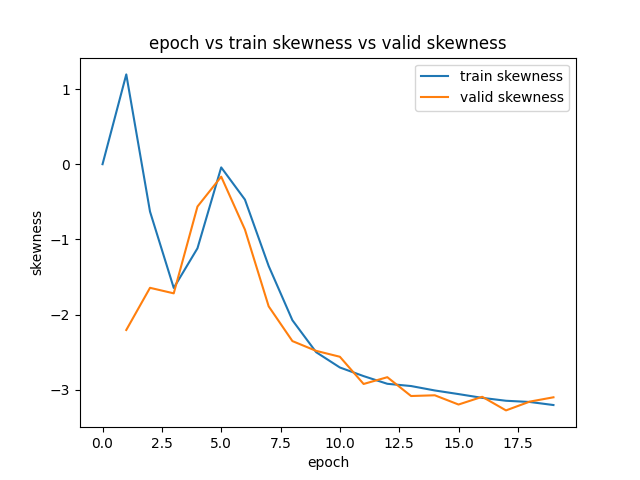 epoch vs train skewness vs valid skewness
train skewness
valid skewness
skewness
1
0
−1
−2
−3
0.0 2.5 5.0 7.5 10.0 12.5 15.0 17.5
epoch